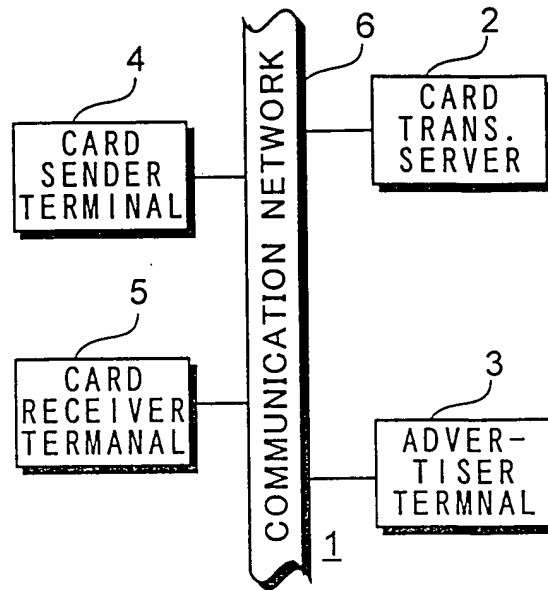 4
CARD
SENDER
TERMINAL
5
CARD
RECEIVER
TERMANAL
COMMUNICATION NETWORK
6
2
CARD
TRANS.
SERVER
3
ADVER-
TISER
TERMNAL
1